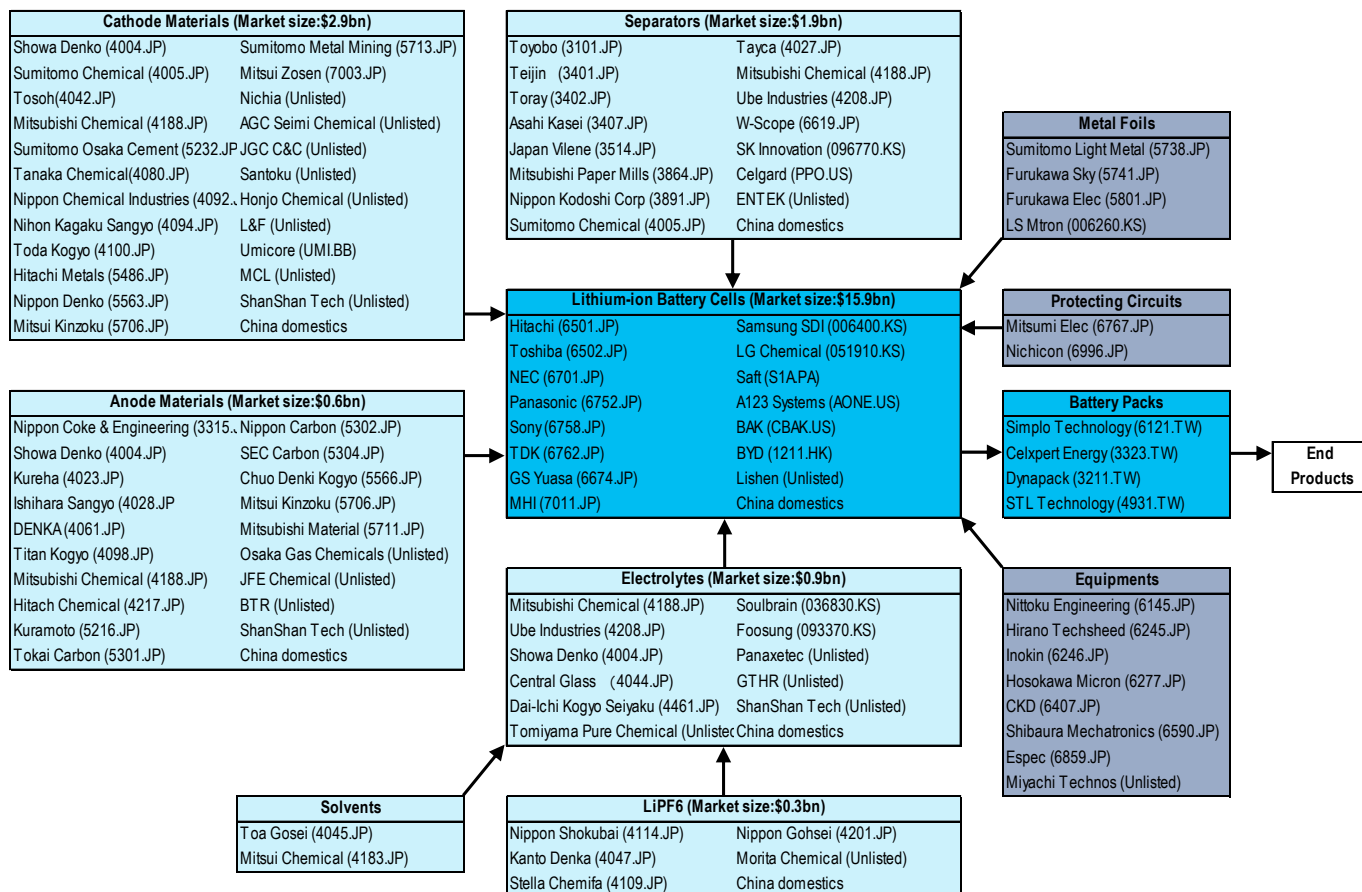 Cathode Materials (Market size:$2.9bn)
Showa Denko (4004.JP) Sumitomo Metal Mining (5713.JP)
Sumitomo Chemical (4005.JP) Mitsui Zosen (7003.JP)
Tosoh(4042.JP) Nichia (Unlisted)
Mitsubishi Chemical (4188.JP) AGC Seimi Chemical (Unlisted)
Sumitomo Osaka Cement (5232.JP JGC C&C (Unlisted)
Tanaka Chemical(4080.JP) Santoku (Unlisted)
Nippon Chemical Industries (4092. Honjo Chemical (Unlisted)
Nihon Kagaku Sangyo (4094.JP) L&F (Unlisted)
Toda Kogyo (4100.JP) Umicore (UMI.BB)
Hitachi Metals (5486.JP) MCL (Unlisted)
Nippon Denko (5563.JP) ShanShan Tech (Unlisted)
Mitsui Kinzoku (5706.JP) China domestics
Separators (Market size:$1.9bn)
Toyobo (3101.JP) Tayca (4027.JP)
Teijin (3401.JP) Mitsubishi Chemical (4188.JP)
Toray (3402.JP) Ube Industries (4208.JP)
Asahi Kasei (3407.JP) W-Scope (6619.JP)
Japan Vilene (3514.JP) SK Innovation (096770.KS)
Mitsubishi Paper Mills (3864.JP) Celgard (PPO.US)
Nippon Kodoshi Corp (3891.JP) ENTEK (Unlisted)
Sumitomo Chemical (4005.JP) China domestics
Metal Foils
Sumitomo Light Metal (5738.JP)
Furukawa Sky (5741.JP)
Furukawa Elec (5801.JP)
LS Mtron (006260.KS)
Lithium-ion Battery Cells (Market size:$15.9bn)
Hitachi (6501.JP) Samsung SDI (006400.KS)
Toshiba (6502.JP) LG Chemical (051910.KS)
NEC (6701.JP) Saft (S1A.PA)
Panasonic (6752.JP) A123 Systems (AONE.US)
Sony (6758.JP) BAK (CBAK.US)
TDK (6762.JP) BYD (1211.HK)
GS Yuasa (6674.JP) Lishen (Unlisted)
MHI (7011.JP) China domestics
Protecting Circuits
Mitsumi Elec (6767.JP)
Nichicon (6996.JP)
Anode Materials (Market size:$0.6bn)
Nippon Coke & Engineering (3315. Nippon Carbon (5302.JP)
Showa Denko (4004.JP) SEC Carbon (5304.JP)
Kureha (4023.JP) Chuo Denki Kogyo (5566.JP)
Ishihara Sangyo (4028.JP Mitsui Kinzoku (5706.JP)
DENKA(4061.JP) Mitsubishi Material (5711.JP)
Titan Kogyo (4098.JP) Osaka Gas Chemicals (Unlisted)
Mitsubishi Chemical (4188.JP) JFE Chemical (Unlisted)
Hitach Chemical (4217.JP) BTR (Unlisted)
Kuramoto (5216.JP) ShanShan Tech (Unlisted)
Tokai Carbon (5301.JP) China domestics
Battery Packs
Simplo Technology (6121.TW)
Celxpert Energy (3323.TW)
Dynapack (3211.TW)
STL Technology (4931.TW)
End
Products
Electrolytes (Market size:$0.9bn)
Mitsubishi Chemical (4188.JP) Soulbrain (036830.KS)
Ube Industries (4208.JP) Foosung (093370.KS)
Showa Denko (4004.JP) Panaxetec (Unlisted)
Central Glass (4044.JP) GTHR (Unlisted)
Dai-Ichi Kogyo Seiyaku (4461.JP) ShanShan Tech (Unlisted)
Tomiyama Pure Chemical (Unlisted China domestics
Equipments
Nittoku Engineering (6145.JP)
Hirano Techsheed (6245.JP)
Inokin (6246.JP)
Hosokawa Micron (6277.JP)
CKD (6407.JP)
Shibaura Mechatronics (6590.JP)
Espec (6859.JP)
Miyachi Technos (Unlisted)
Solvents
Toa Gosei (4045.JP)
Mitsui Chemical (4183.JP)
LiPF6 (Market size:$0.3bn)
Nippon Shokubai (4114.JP) Nippon Gohsei (4201.JP)
Kanto Denka (4047.JP) Morita Chemical (Unlisted)
Stella Chemifa (4109.JP) China domestics